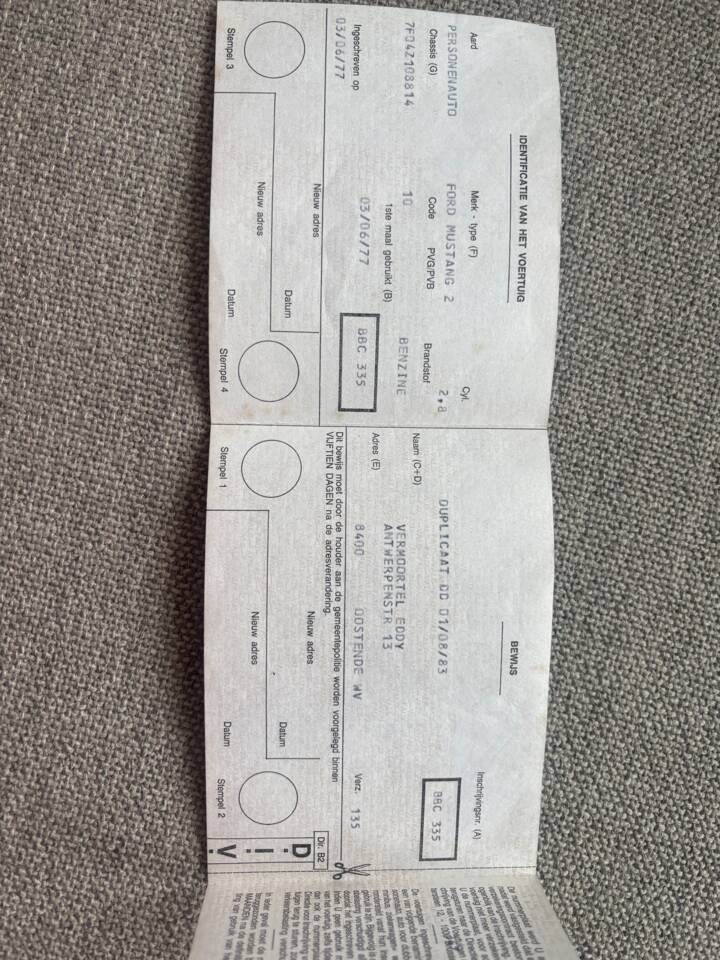 IDENTIFICATIE VAN HET VOERTUIG
Aard Merk - type (F) Cyl.
PERSONENAUTO FORD MUSTANG 2 2,8
Chassis (G) Code PVG/PVB Brandstof
7F04Z108814 10 BENZINE
1ste maal gebruikt (B)
Ingeschreven op 03/06/77 BBC 335
03/06/77
Nieuw adres
Datum
Nieuw adres
Datum
Stempel 3
Stempel 4
BEWIJS
Inschrijvingsnr. (A)
DUPLICAAT DD 01/08/83 BBC 335
Naam (C+D)
VERMOORTEL EDDY
ANTWERPENSTR 13
Adres (E)
8400 OOSTENDE WV Verz. 135
Dit bewijs moet door de houder aan de gemeentepolitie worden voorgelegd binnen
VIJFTIEN DAGEN na de adresverandering.
Dir. B2
Nieuw adres
Datum
Nieuw adres
Datum
Stempel 1
Stempel 2
D
I
V